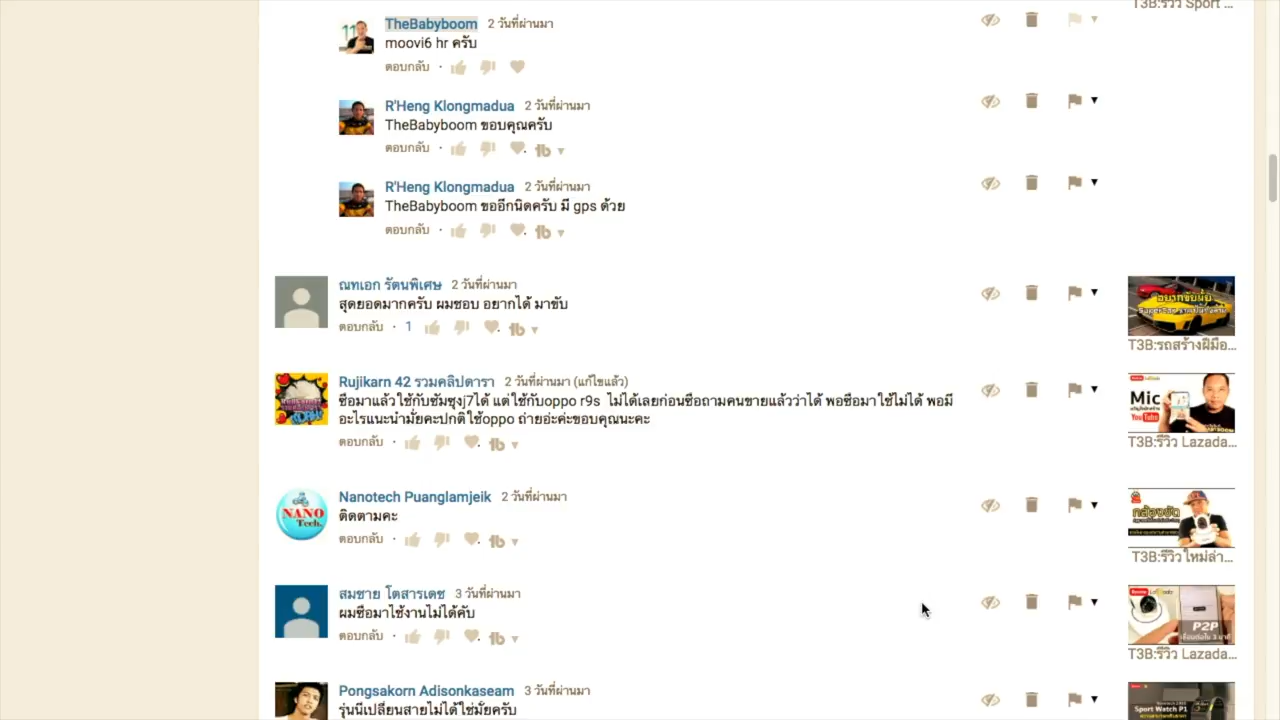 T3B:รีวิว Sport ...
TheBabyboom 2 วันที่ผ่านมา
moovi6 hr ครับ
ตอบกลับ ·
R'Heng Klongmadua 2 วันที่ผ่านมา
TheBabyboom ขอบคุณครับ
ตอบกลับ ·
R'Heng Klongmadua 2 วันที่ผ่านมา
TheBabyboom ขออีกนิดครับ มี gps ด้วย
ตอบกลับ ·
ณทเอก รัตนพิเศษ 2 วันที่ผ่านมา
สุดยอดมากครับ ผมชอบ อยากได้ มาขับ
ตอบกลับ · 1
T3B:รถสร้างฝีมือ...
Rujikarn 42 รวมคลิปดารา 2 วันที่ผ่านมา (แก้ไขแล้ว)
ซื้อมาแล้วใช้กับซัมซุงj7ได้ แต่ใช้กับoppo r9s ไม่ได้เลยก่อนซื้อถามคนขายแล้วว่าได้ พอซื้อมาใช้ไม่ได้ พอมี
อะไรแนะนำมั่ยคะปกติใช้oppo ถ่ายอ่ะค่ะขอบคุณนะคะ
ตอบกลับ ·
Mic
YouTube
T3B:รีวิว Lazada...
Nanotech Puanglamjeik 2 วันที่ผ่านมา
ติดตามคะ
ตอบกลับ ·
NANO
Tech.
T3B:รีวิวใหม่ล่า...
สมชาย โตสารเดช 3 วันที่ผ่านมา
ผมซื้อมาใช้งานไม่ได้คับ
ตอบกลับ ·
P2P
T3B:รีวิว Lazada...
Pongsakorn Adisonkaseam 3 วันที่ผ่านมา
รุ่นนี้เปลี่ยนสายไม่ได้ใช่มั้ยครับ
Sport Watch P1